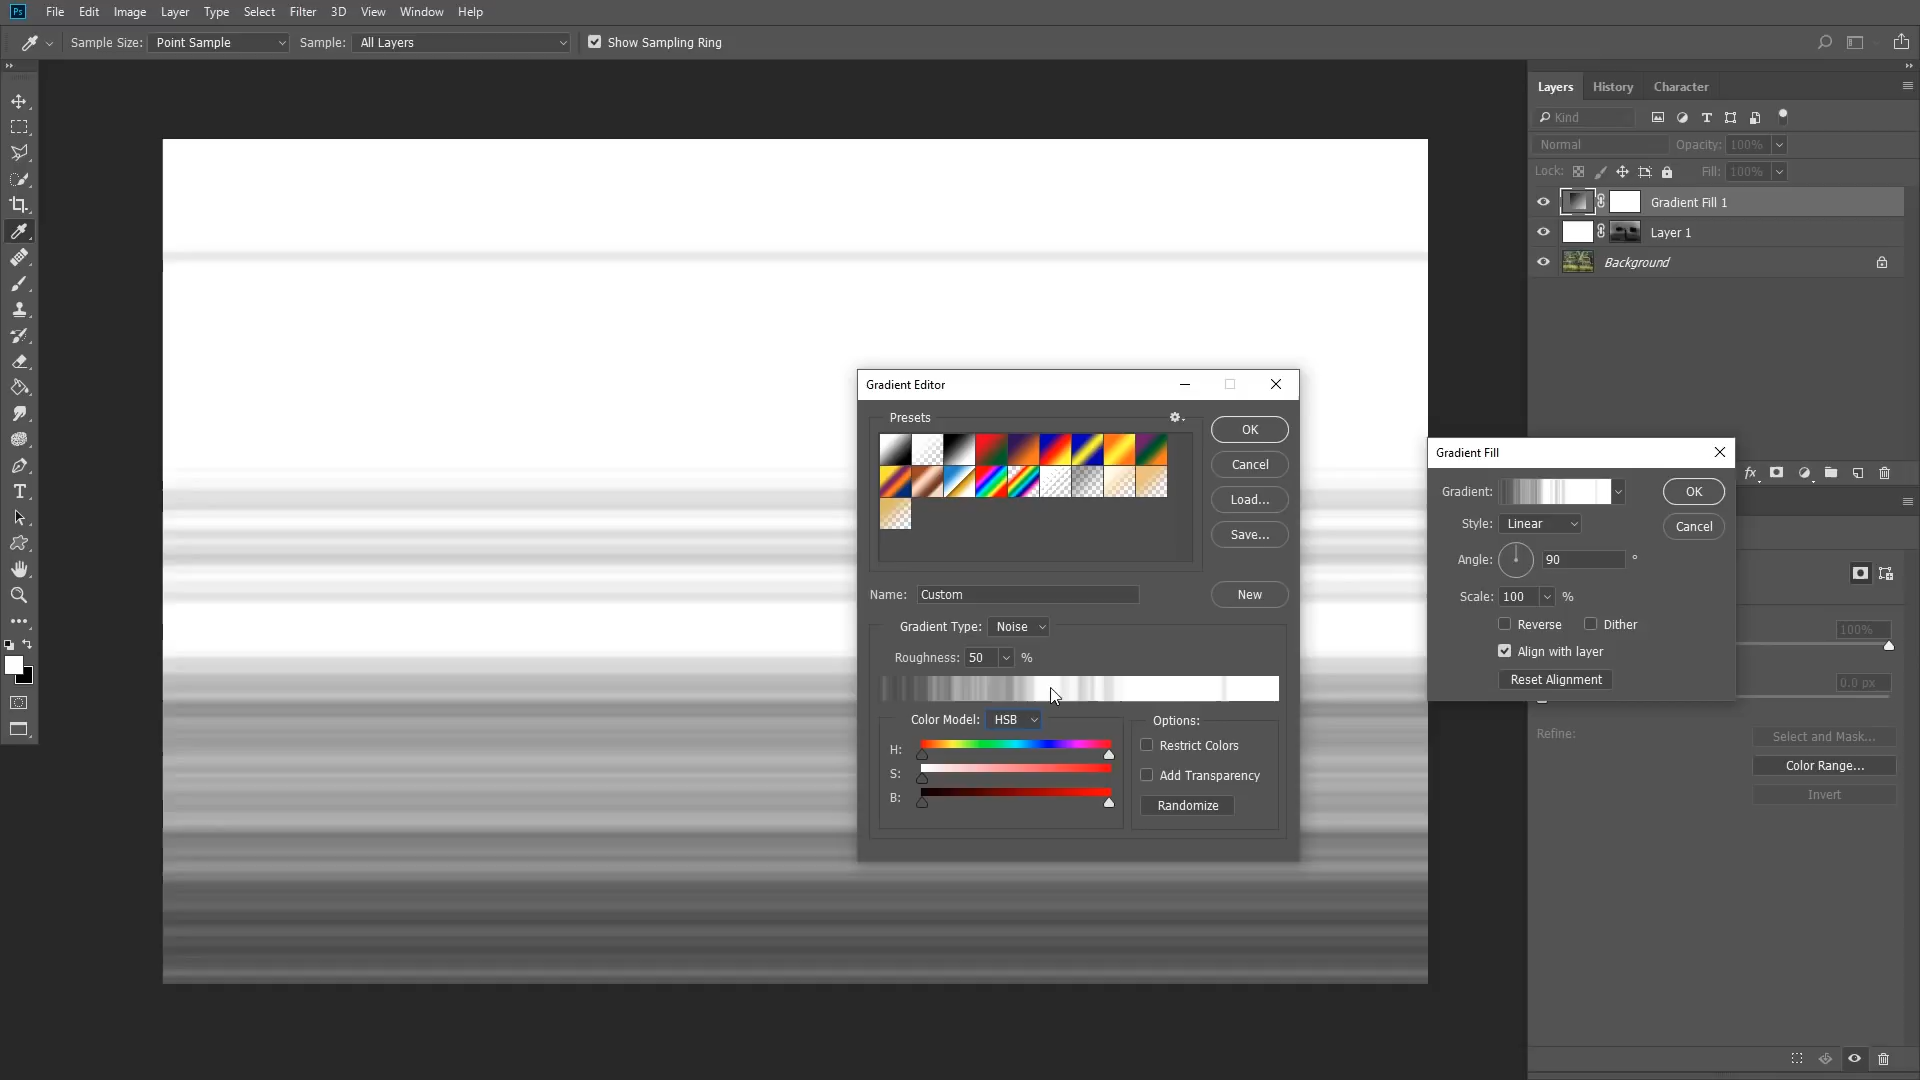 Ps File Edit Image Layer Type Select Filter 3D View Window Help
Sample Size: Point Sample Sample: All Layers Show Sampling Ring
Layers History Character
Kind
Normal Opacity: 100%
Lock: Fill: 100%
Gradient Fill 1
Layer 1
Background
Gradient Editor
Presets
OK
Cancel
Load...
Save...
Name: Custom New
Gradient Type: Noise
Roughness: 50 %
Color Model: HSB
H:
S:
B:
Options:
Restrict Colors
Add Transparency
Randomize
Gradient Fill
Gradient: OK
Style: Linear Cancel
Angle: 90 °
Scale: 100 %
Reverse Dither
Align with layer
Reset Alignment
fx
100%
0.0 px
Refine: Select and Mask...
Color Range...
Invert